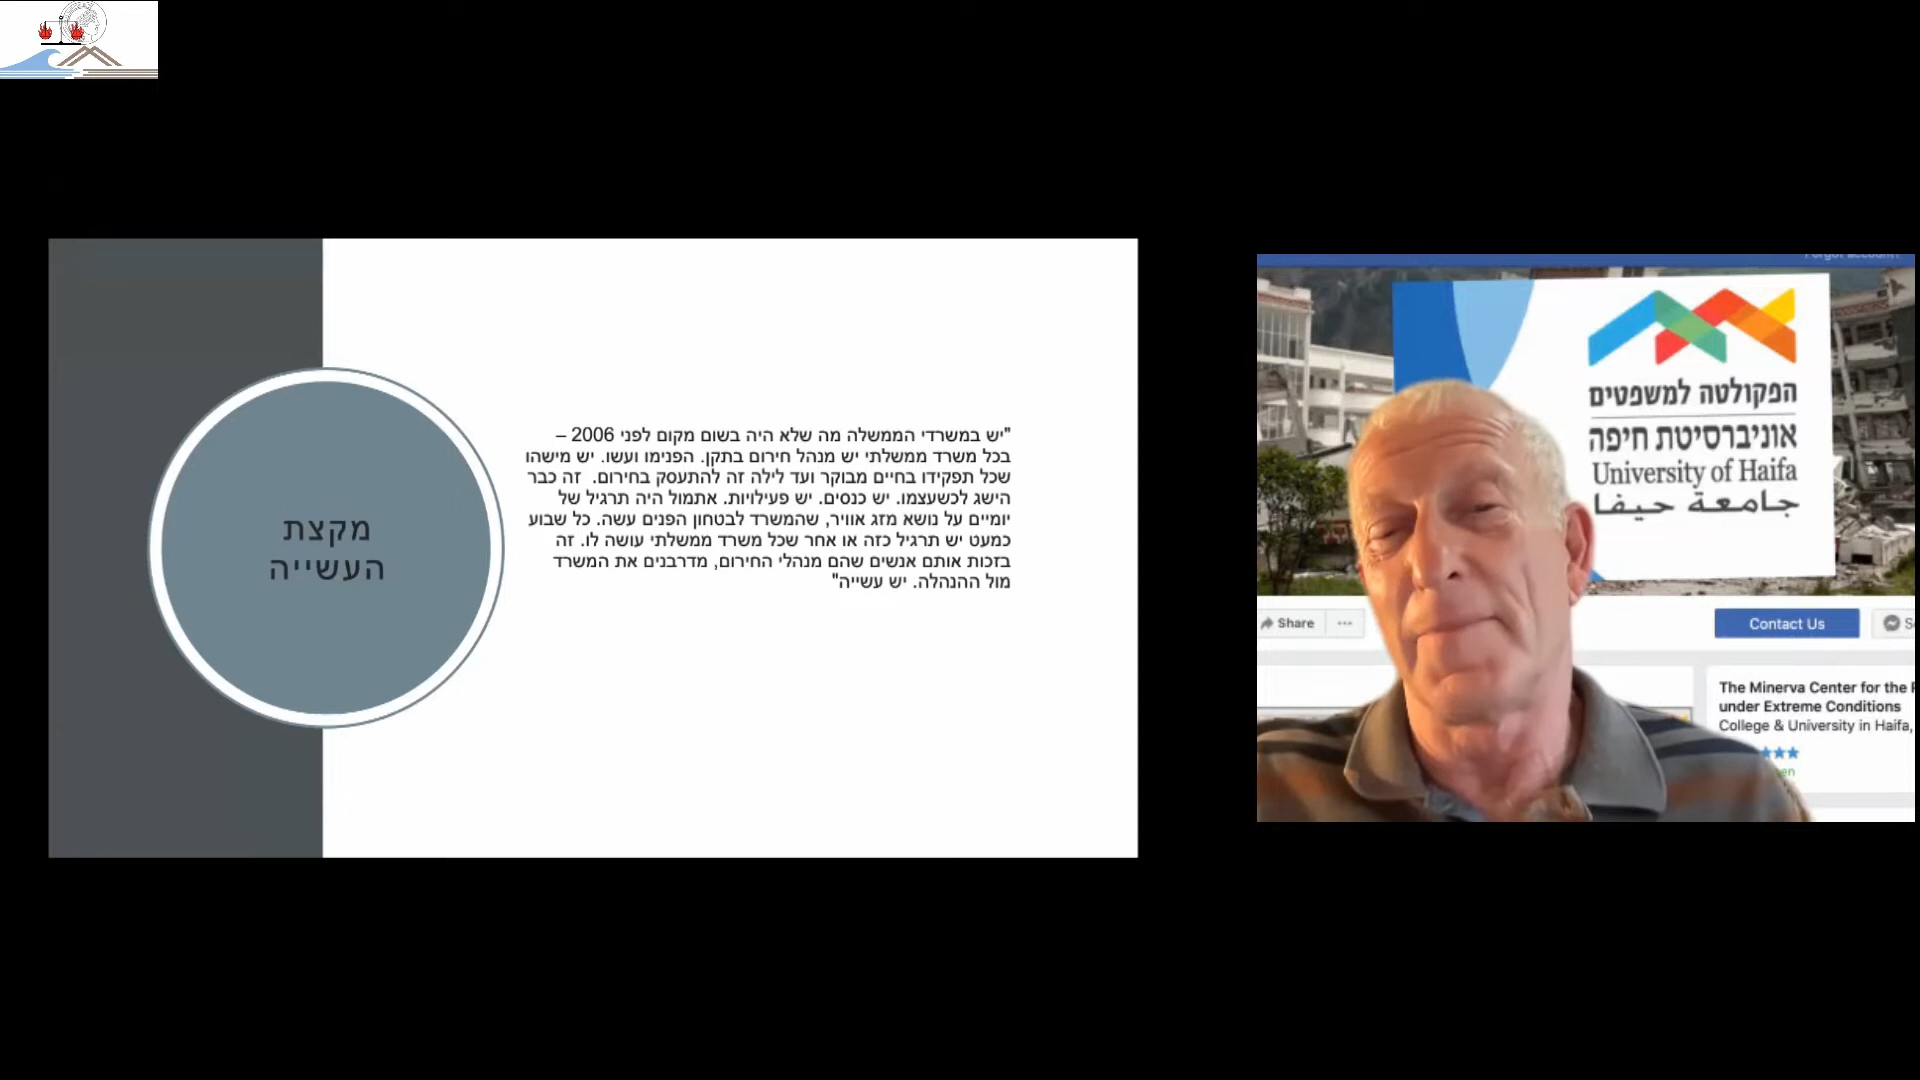 מקצת
העשייה
"יש במשרדי הממשלה מה שלא היה בשום מקום לפני 2006 –
בכל משרד ממשלתי יש מנהל חירום בתקן. הפנימו ועשו. יש מישהו
שכל תפקידו בחיים מבוקר ועד לילה זה להתעסק בחירום. זה כבר
הישג לכשעצמו. יש כנסים. יש פעילויות. אתמול היה תרגיל של
יומיים על נושא מזג אוויר, שהמשרד לבטחון הפנים עשה. כל שבוע
כמעט יש תרגיל כזה או אחר שכל משרד ממשלתי עושה לו. זה
בזכות אותם אנשים שהם מנהלי החירום, מדרבנים את המשרד
מול ההנהלה. יש עשייה"
Forgot account?
הפקולטה למשפטים
אוניברסיטת חיפה
University of Haifa
جامعة حيفا
Share
Contact Us
The Minerva Center for the
under Extreme Conditions
College & University in Haifa,